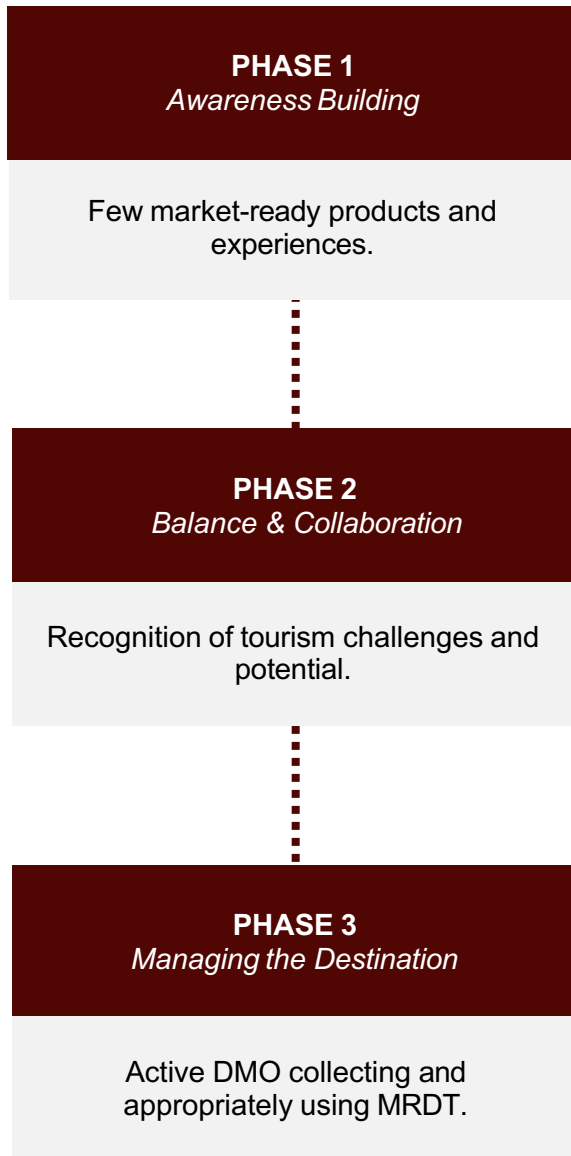 PHASE 1
Awareness Building
Few market-ready products and
experiences.
PHASE 2
Balance & Collaboration
Recognition of tourism challenges and
potential.
PHASE 3
Managing the Destination
Active DMO collecting and
appropriately using MRDT.